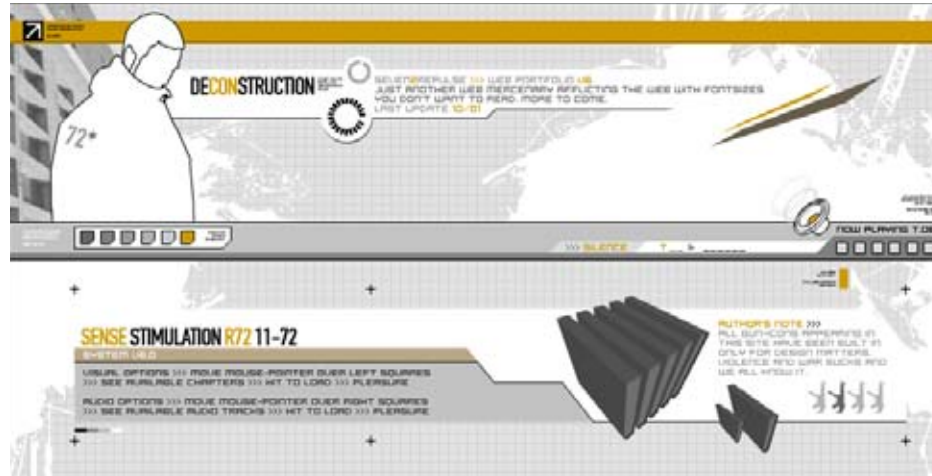 DECONSTRUCTION
SEVEN2REPULSE >>> WEB PORTFOLIO V6
JUST ANOTHER WEB MERCENARY AFFLICTING THE WEB WITH FONTSIZES
YOU DON'T WANT TO READ. MORE TO COME.
LAST UPDATE 10/01
72*
>>> SILENCE
NOW PLAYING
SENSE STIMULATION R72 11-72
SYSTEM V6.0
VISUAL OPTIONS >>> MOVE MOUSE-POINTER OVER LEFT SQUARES
>>> SEE AVAILABLE CHAPTERS >>> HIT TO LOAD >>> PLEASURE
AUDIO OPTIONS >>> MOVE MOUSE-POINTER OVER RIGHT SQUARES
>>> SEE AVAILABLE AUDIO TRACKS >>> HIT TO LOAD >>> PLEASURE
AUTHOR'S NOTE >>>
ALL GUN-CONS APPEARING IN
THIS SITE HAVE BEEN BUILT IN
ONLY FOR DESIGN MATTERS.
VIOLENCE AND WAR SUCKS AND
WE ALL KNOW IT.